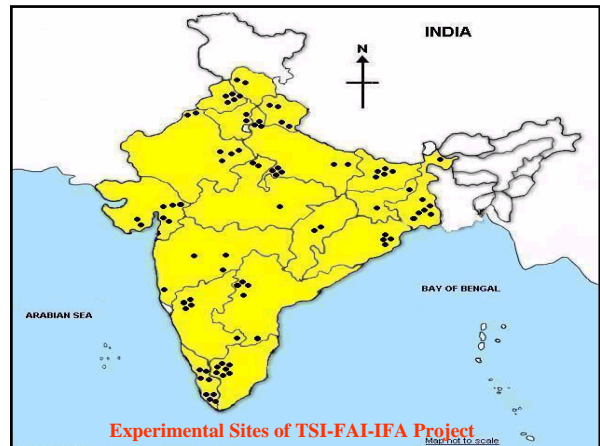 INDIA
N
BAY OF BENGAL
ARABIAN SEA
Experimental Sites of TSI-FAI-IFA Project
Map not to scale